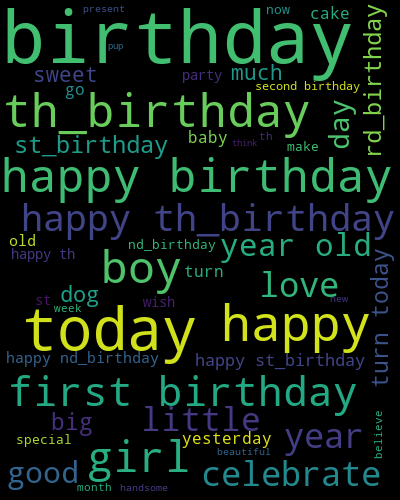 present
now
cake
birthday
pup
rd_birthday
sweet
party
much
go
second birthday
th_birthday
day
st_birthday
baby
th
think
make
happy birthday
happy th_birthday
old
nd_birthday
year old
happy th
boy
turn
turn today
love
dog
st
week
wish
new
today
happy
happy nd_birthday
happy st_birthday
first birthday
big
little
year
believe
special
yesterday
girl
beautiful
good
celebrate
month
handsome